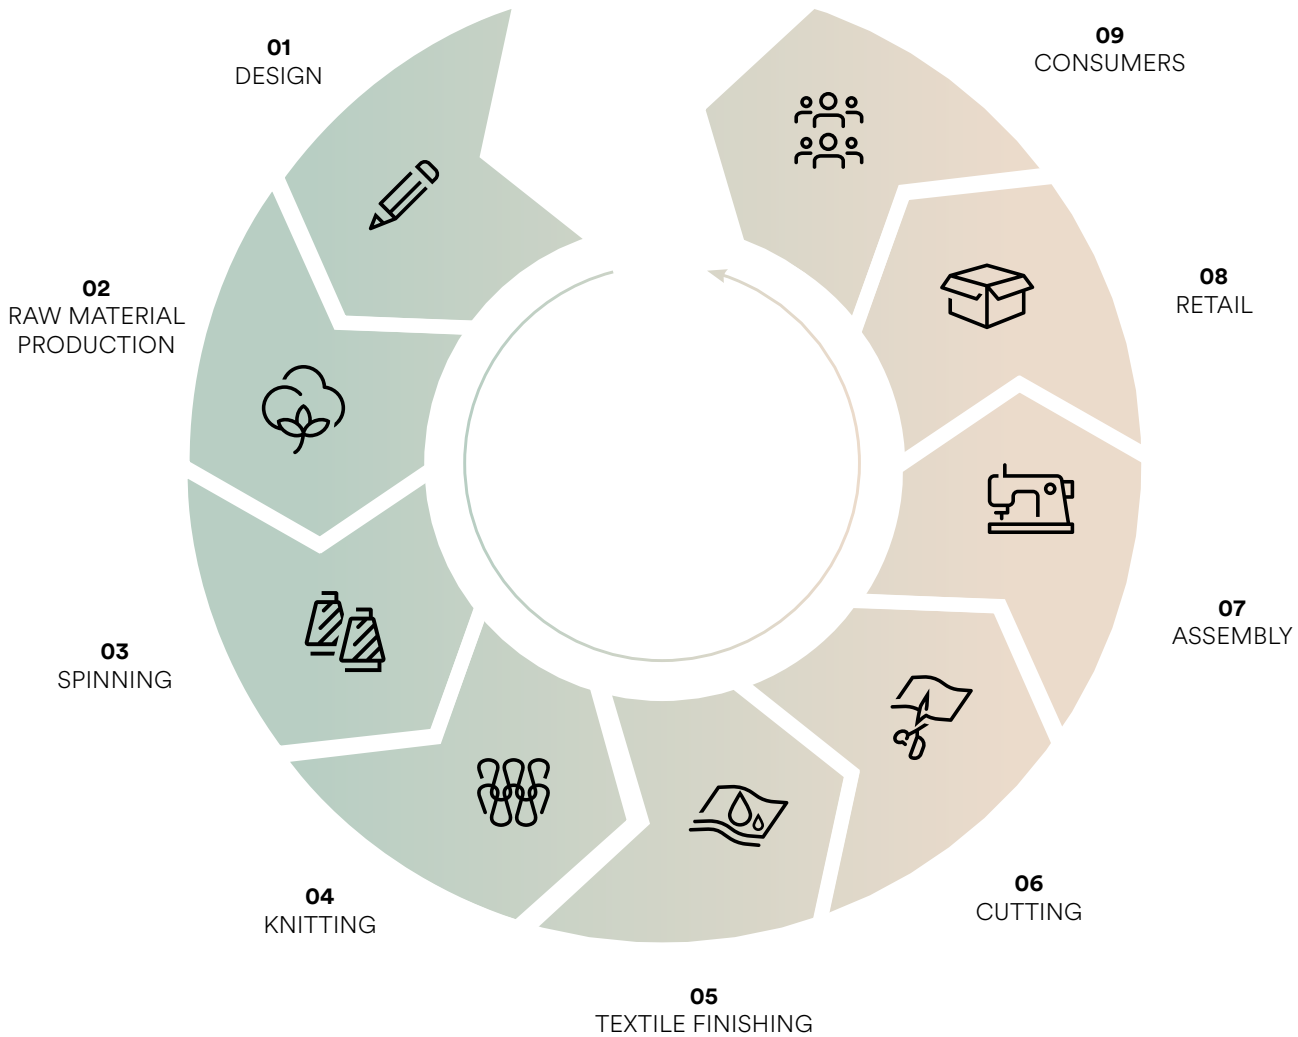 01
DESIGN
02
RAW MATERIAL
PRODUCTION
03
SPINNING
04
KNITTING
05
TEXTILE FINISHING
06
CUTTING
07
ASSEMBLY
08
RETAIL
09
CONSUMERS